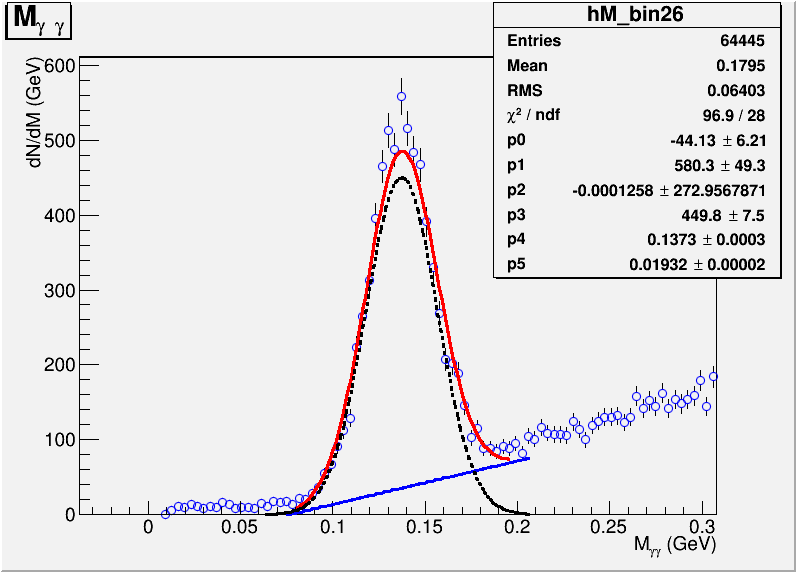 M γ γ
hM_bin26
Entries 64445
Mean 0.1795
RMS 0.06403
χ² / ndf 96.9 / 28
p0 -44.13 ± 6.21
p1 580.3 ± 49.3
p2 -0.0001258 ± 272.9567871
p3 449.8 ± 7.5
p4 0.1373 ± 0.0003
p5 0.01932 ± 0.00002
dN/dM (GeV)
600
500
400
300
200
100
0
0 0.05 0.1 0.15 0.2 0.25 0.3
Mγγ (GeV)